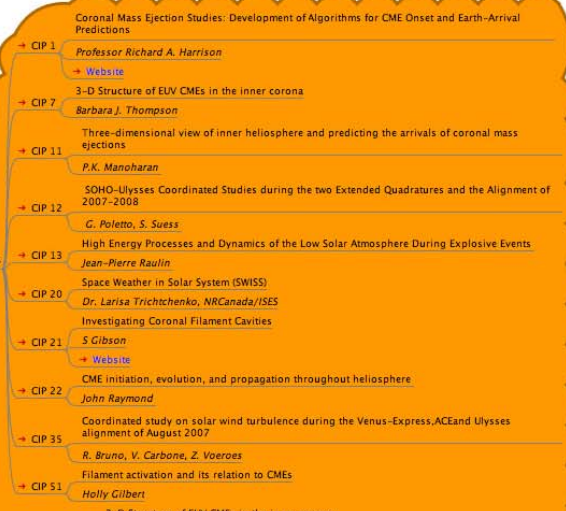 Coronal Mass Ejection Studies: Development of Algorithms for CME Onset and Earth-Arrival
Predictions
CIP 1
Professor Richard A. Harrison
Website
3-D Structure of EUV CMEs in the inner corona
CIP 7
Barbara J. Thompson
Three-dimensional view of inner heliosphere and predicting the arrivals of coronal mass
ejections
CIP 11
P.K. Manoharan
SOHO-Ulysses Coordinated Studies during the two Extended Quadratures and the Alignment of
2007-2008
CIP 12
G. Poletto, S. Suess
High Energy Processes and Dynamics of the Low Solar Atmosphere During Explosive Events
CIP 13
Jean-Pierre Raulin
Space Weather in Solar System (SWISS)
CIP 20
Dr. Larisa Trichtchenko, NRCanada/ISES
Investigating Coronal Filament Cavities
CIP 21
S Gibson
Website
CME initiation, evolution, and propagation throughout heliosphere
CIP 22
John Raymond
Coordinated study on solar wind turbulence during the Venus-Express,ACEand Ulysses
alignment of August 2007
CIP 35
R. Bruno, V. Carbone, Z. Voeroes
Filament activation and its relation to CMEs
CIP 51
Holly Gilbert